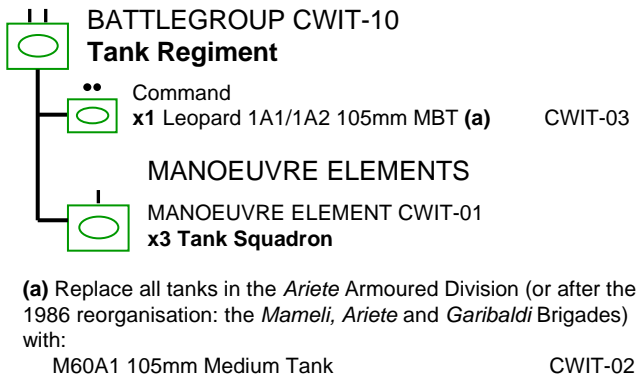 BATTLEGROUP CWIT-10
Tank Regiment
Command
x1 Leopard 1A1/1A2 105mm MBT (a) CWIT-03
MANOEUVRE ELEMENTS
MANOEUVRE ELEMENT CWIT-01
x3 Tank Squadron
(a) Replace all tanks in the Ariete Armoured Division (or after the
1986 reorganisation: the Mameli, Ariete and Garibaldi Brigades)
with:
M60A1 105mm Medium Tank CWIT-02